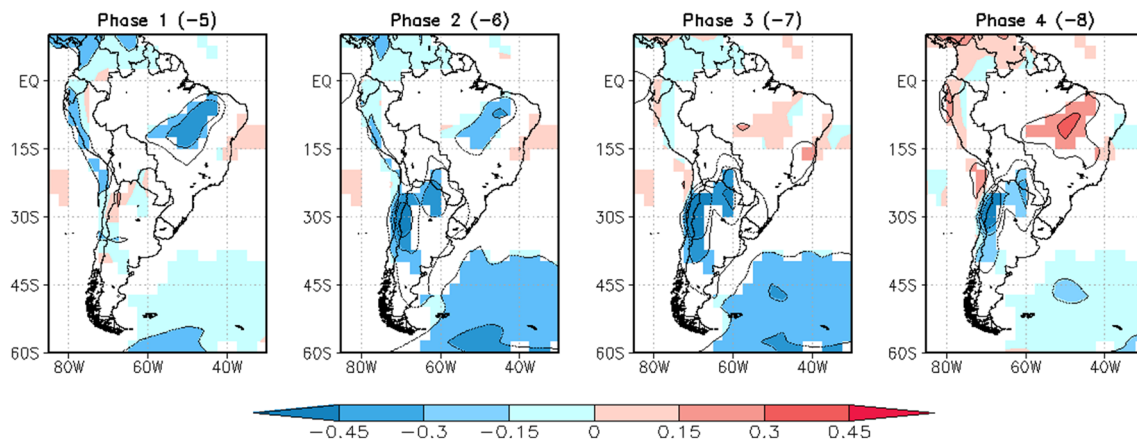 Phase 1 (−5) Phase 2 (−6) Phase 3 (−7) Phase 4 (−8)
EQ EQ EQ EQ
15S 15S 15S 15S
30S 30S 30S 30S
45S 45S 45S 45S
60S 60S 60S 60S
80W 60W 40W 80W 60W 40W 80W 60W 40W 80W 60W 40W
−0.45 −0.3 −0.15 0 0.15 0.3 0.45